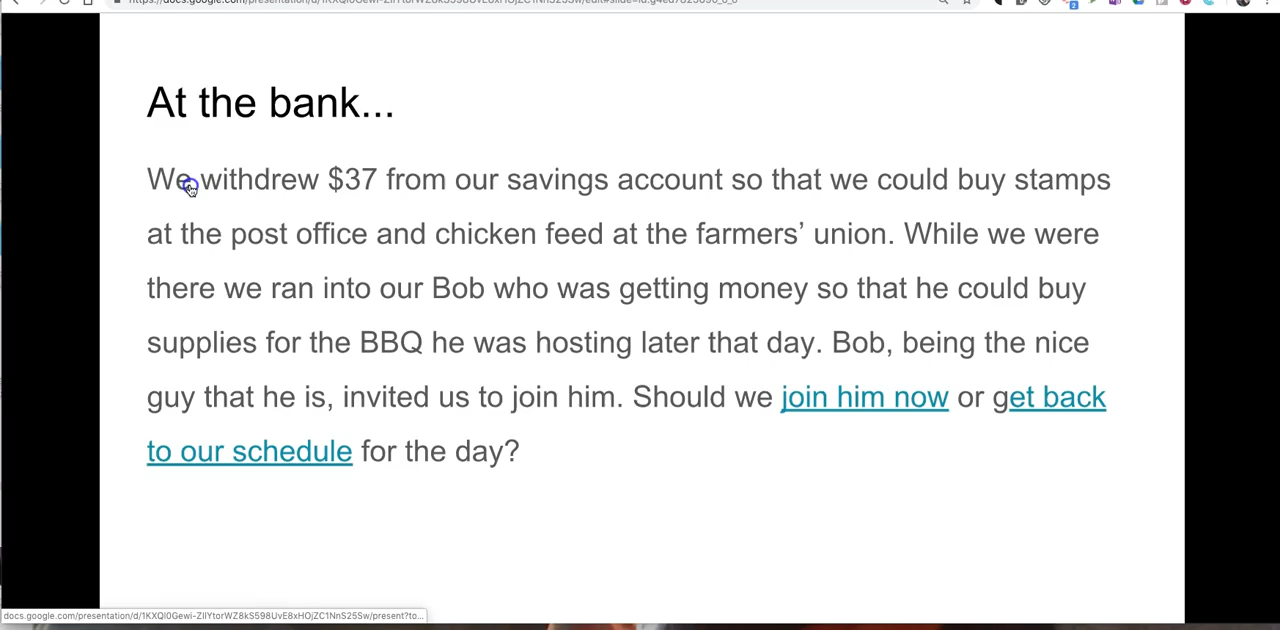 At the bank...
We withdrew $37 from our savings account so that we could buy stamps
at the post office and chicken feed at the farmers’ union. While we were
there we ran into our Bob who was getting money so that he could buy
supplies for the BBQ he was hosting later that day. Bob, being the nice
guy that he is, invited us to join him. Should we join him now or get back
to our schedule for the day?